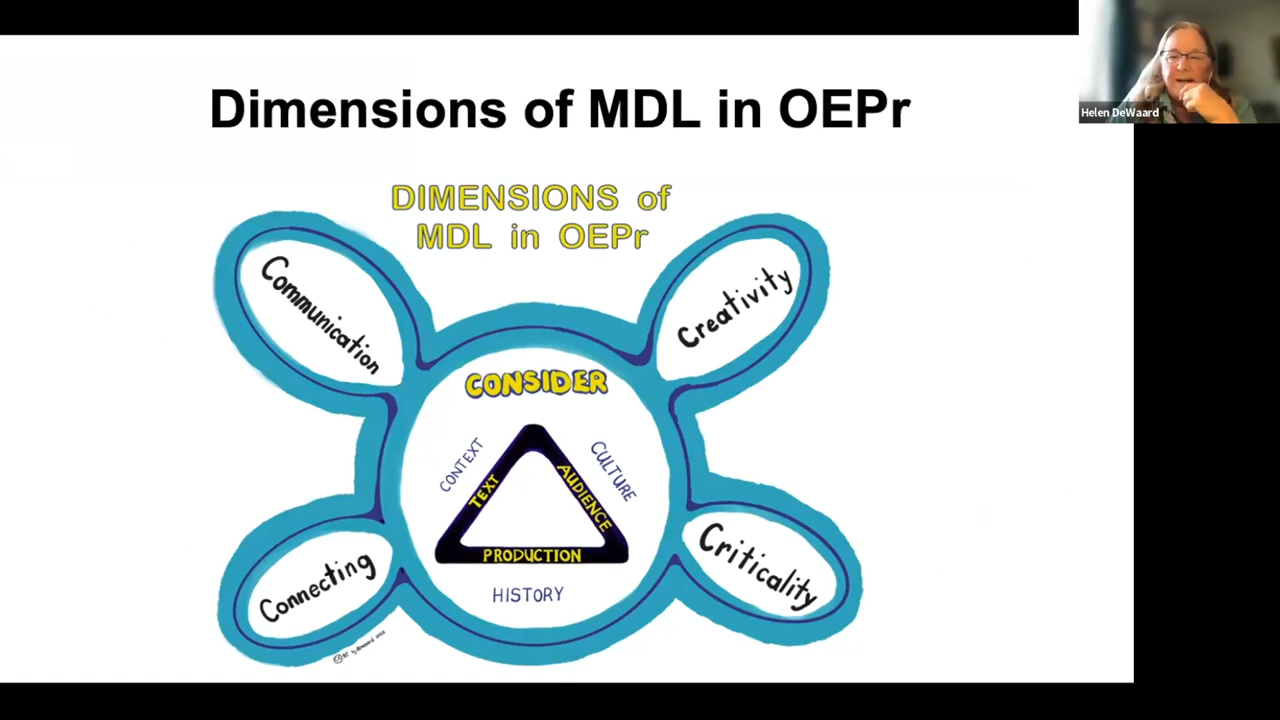 Dimensions of MDL in OEPr
Helen DeWaard
DIMENSIONS of
MDL in OEPr
Communication
Creativity
CONSIDER
CONTEXT
TEXT
AUDIENCE
CULTURE
PRODUCTION
HISTORY
Connecting
Criticality